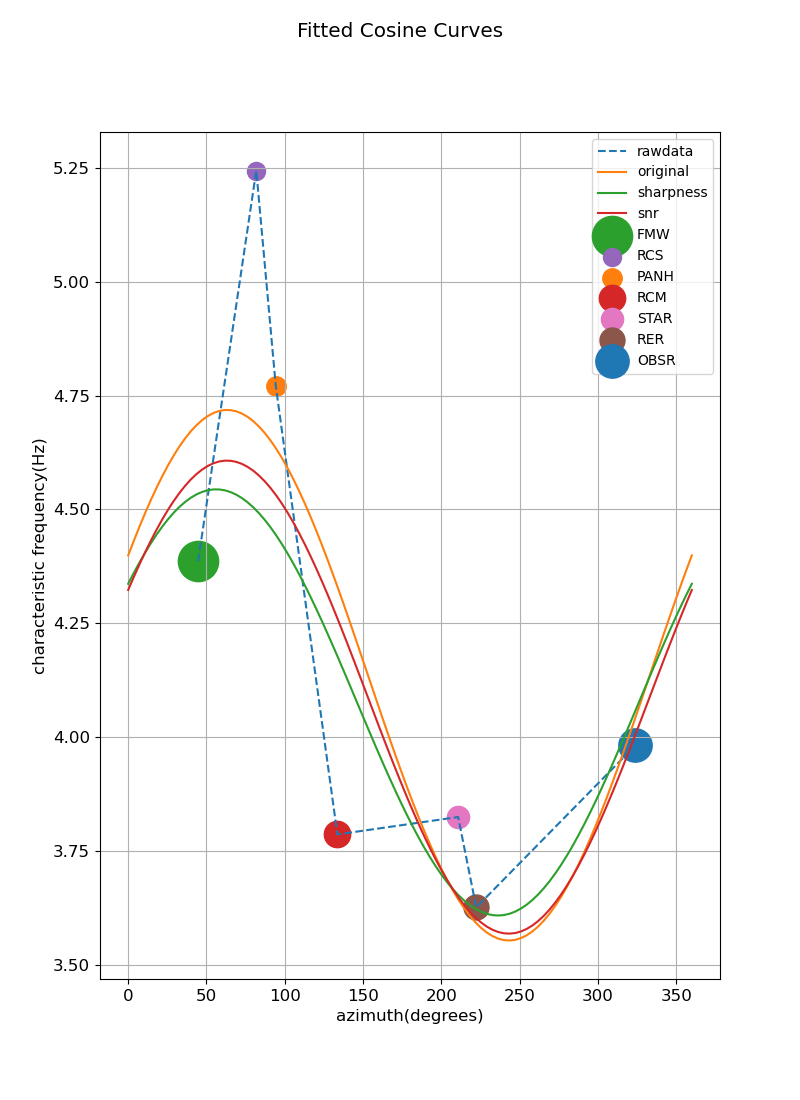 Fitted Cosine Curves
rawdata
original
sharpness
snr
FMW
RCS
PANH
RCM
STAR
RER
OBSR
characteristic frequency(Hz)
5.25
5.00
4.75
4.50
4.25
4.00
3.75
3.50
0 50 100 150 200 250 300 350
azimuth(degrees)